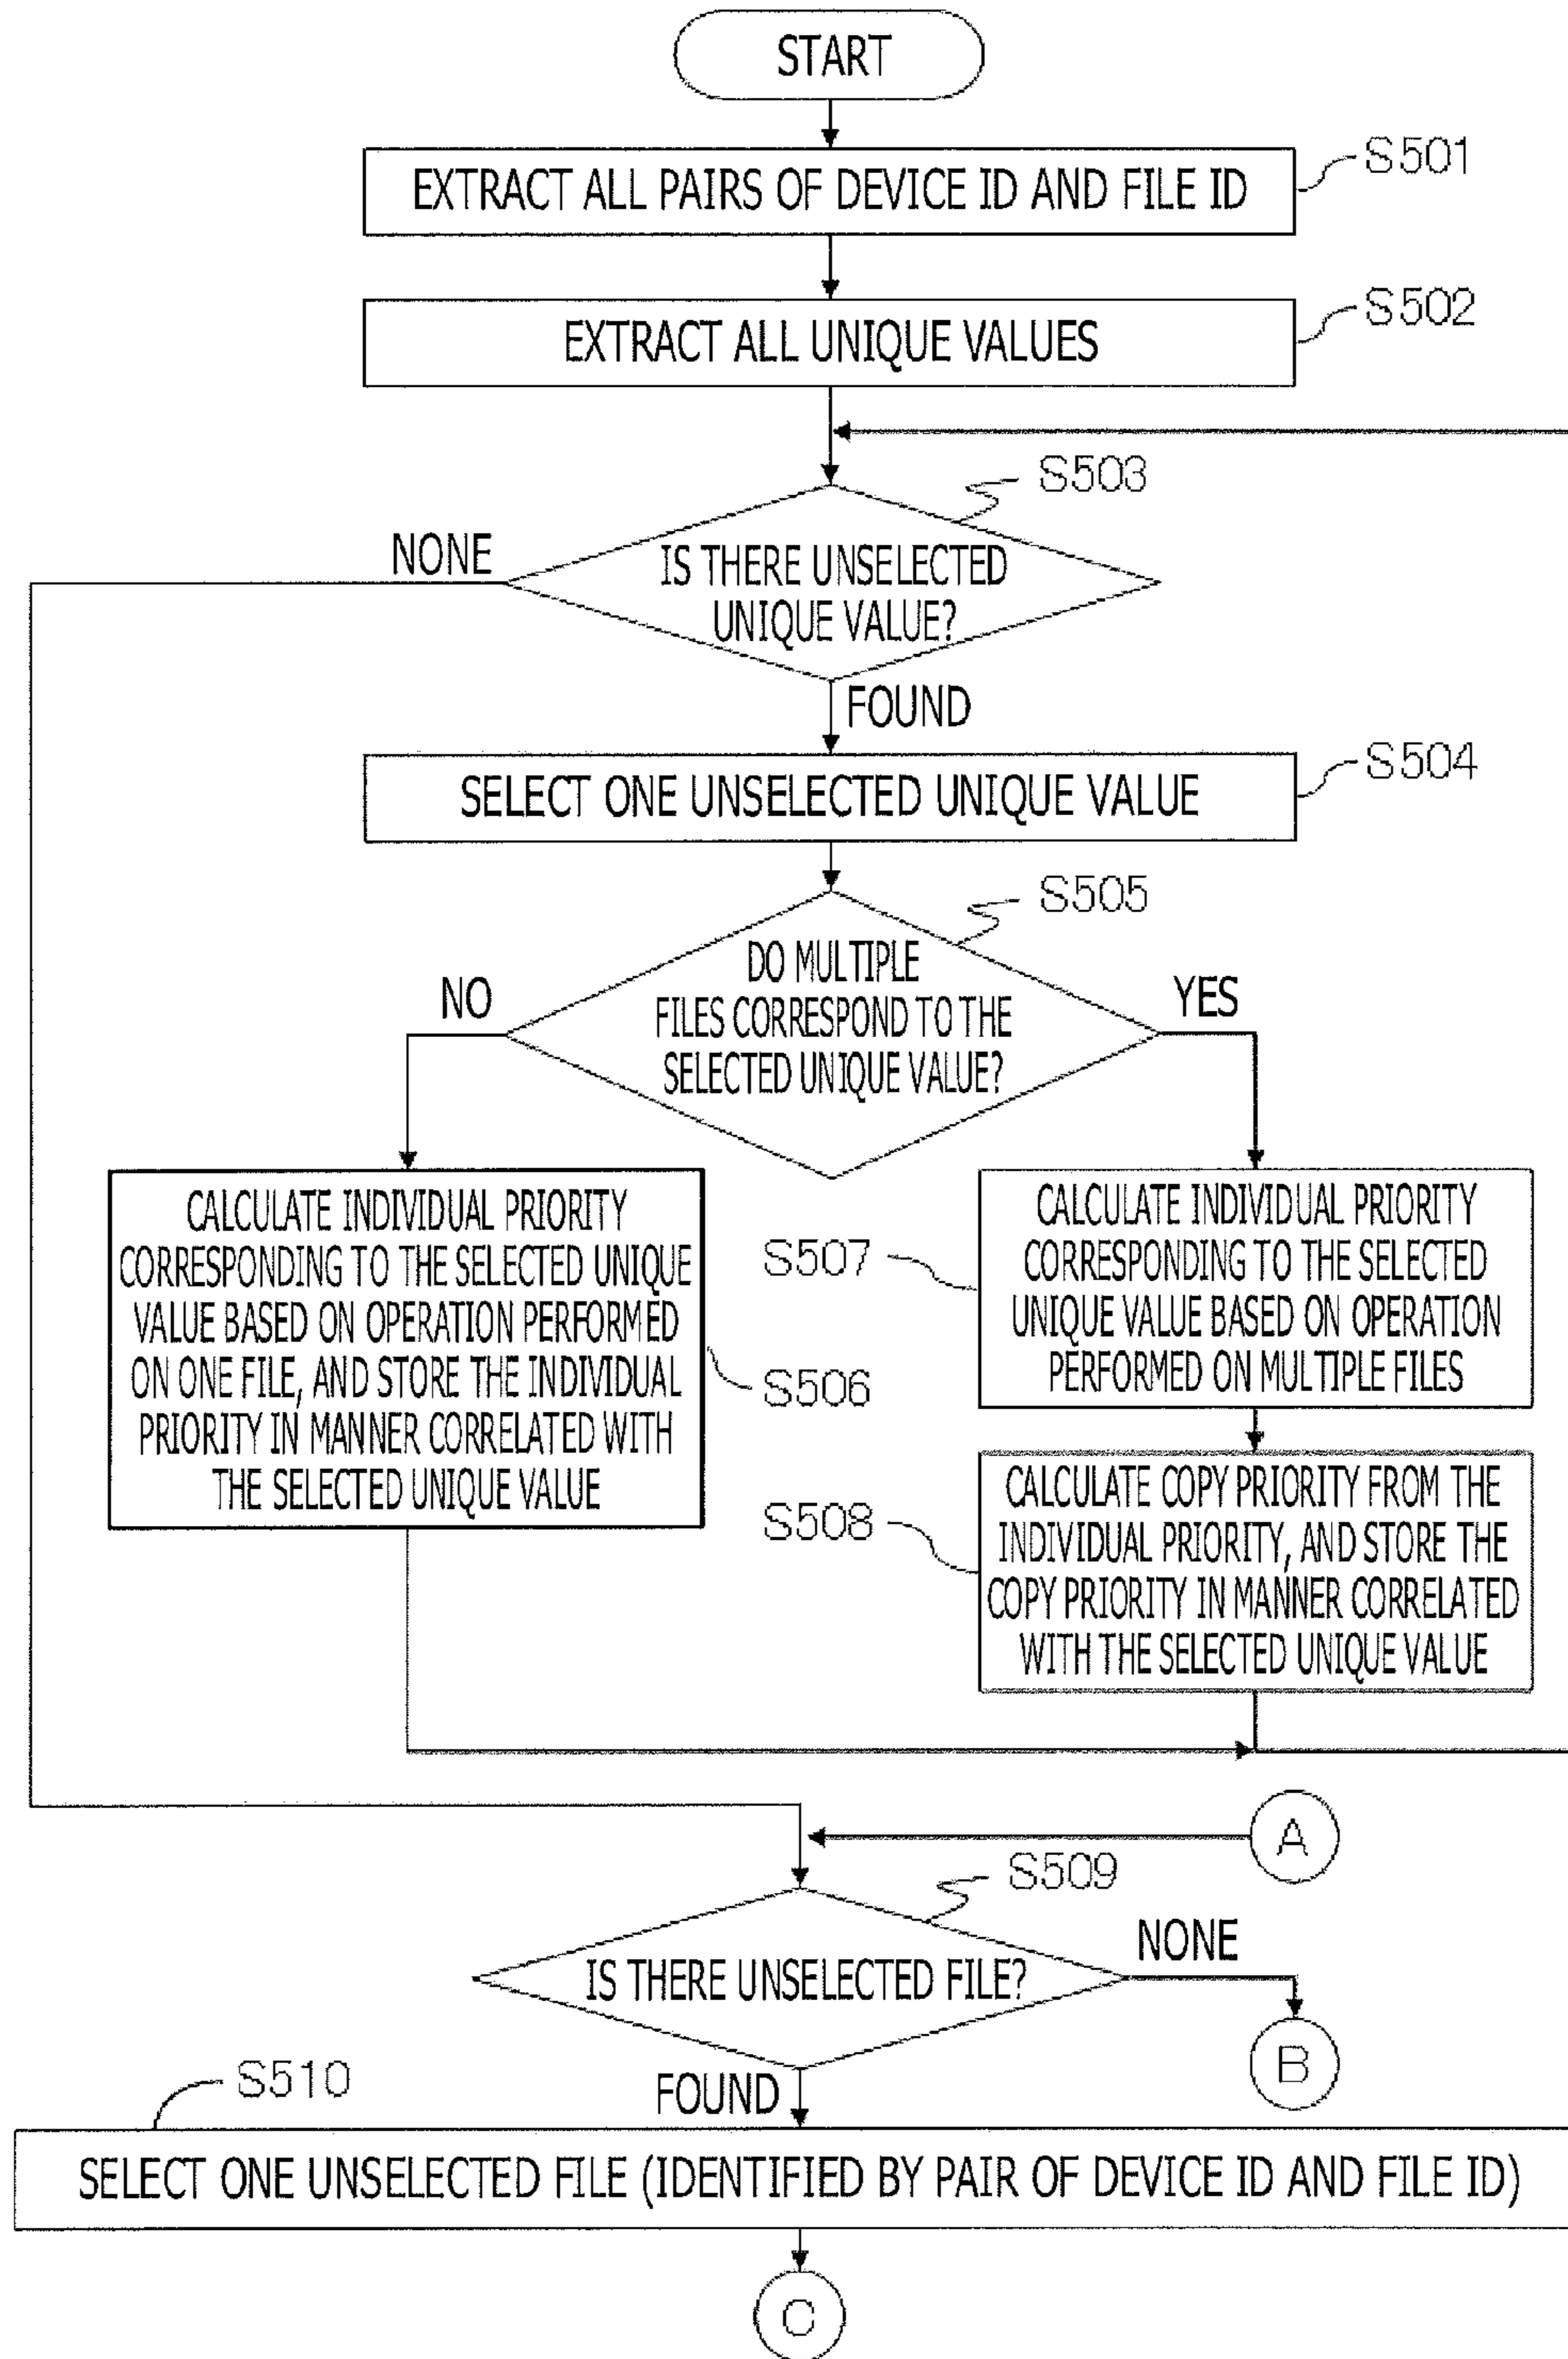 START
EXTRACT ALL PAIRS OF DEVICE ID AND FILE ID
S501
EXTRACT ALL UNIQUE VALUES
S502
S503
NONE
IS THERE UNSELECTED
UNIQUE VALUE?
FOUND
SELECT ONE UNSELECTED UNIQUE VALUE
S504
S505
DO MULTIPLE
FILES CORRESPOND TO THE
SELECTED UNIQUE VALUE?
NO
YES
CALCULATE INDIVIDUAL PRIORITY
CORRESPONDING TO THE SELECTED UNIQUE
VALUE BASED ON OPERATION PERFORMED
ON ONE FILE, AND STORE THE INDIVIDUAL
PRIORITY IN MANNER CORRELATED WITH
THE SELECTED UNIQUE VALUE
S506
S507
CALCULATE INDIVIDUAL PRIORITY
CORRESPONDING TO THE SELECTED
UNIQUE VALUE BASED ON OPERATION
PERFORMED ON MULTIPLE FILES
S508
CALCULATE COPY PRIORITY FROM THE
INDIVIDUAL PRIORITY, AND STORE THE
COPY PRIORITY IN MANNER CORRELATED
WITH THE SELECTED UNIQUE VALUE
A
S509
IS THERE UNSELECTED FILE?
NONE
B
FOUND
S510
SELECT ONE UNSELECTED FILE (IDENTIFIED BY PAIR OF DEVICE ID AND FILE ID)
C